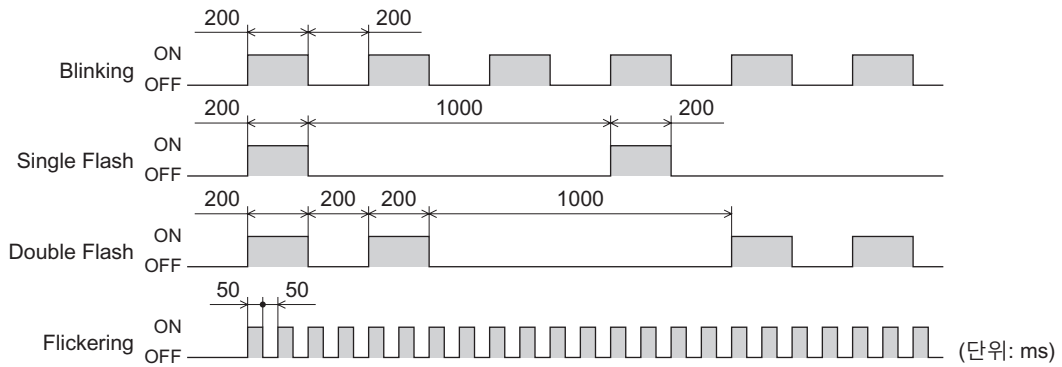 200 200
ON
Blinking
OFF
200 1000 200
ON
Single Flash
OFF
200 200 200 1000
ON
Double Flash
OFF
50 50
ON
Flickering
OFF
(단위: ms)